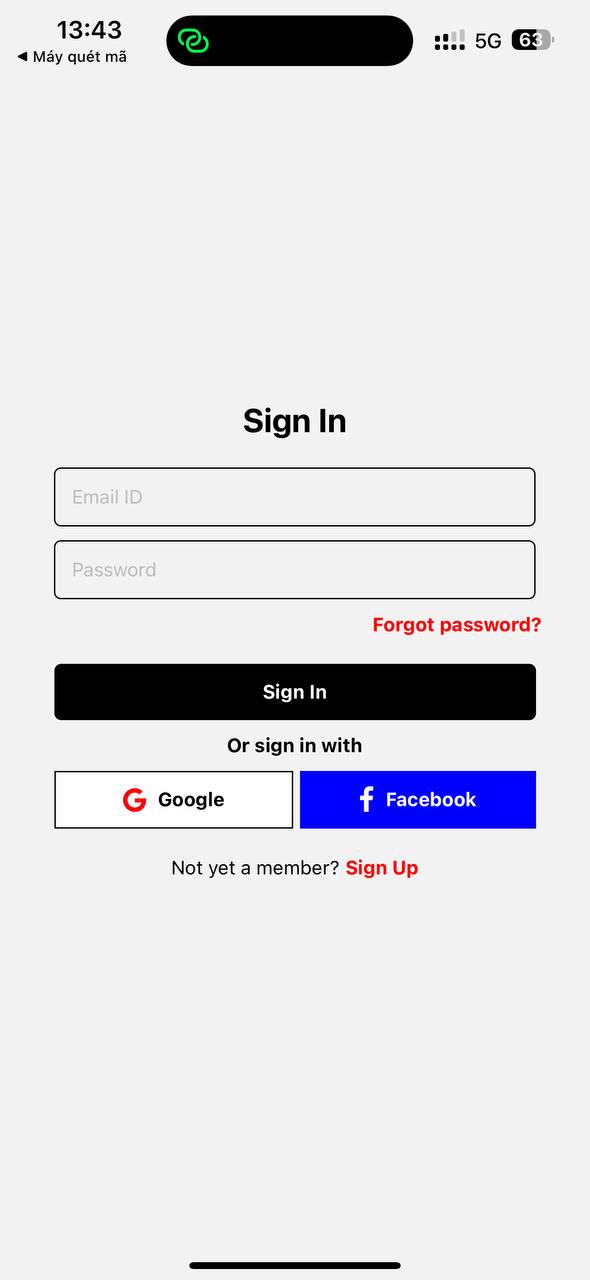 13:43
5G
63
◀ Máy quét mã
Sign In
Email ID
Password
Forgot password?
Sign In
Or sign in with
Google
Facebook
Not yet a member? Sign Up